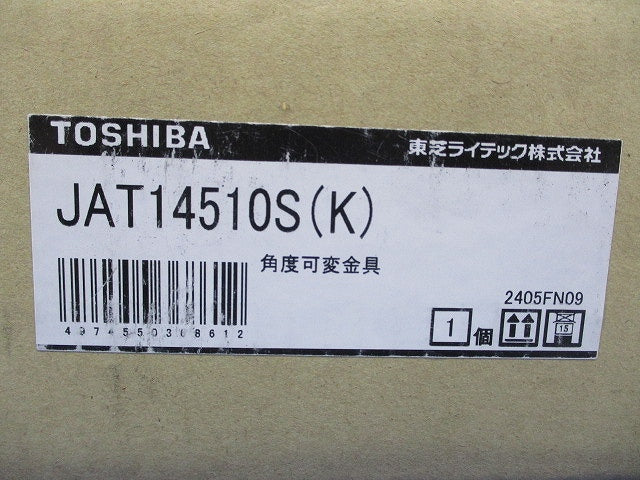 TOSHIBA 東芝ライテック株式会社
JAT14510S(K)
角度可変金具
4974550308612
2405FN09
1個
15